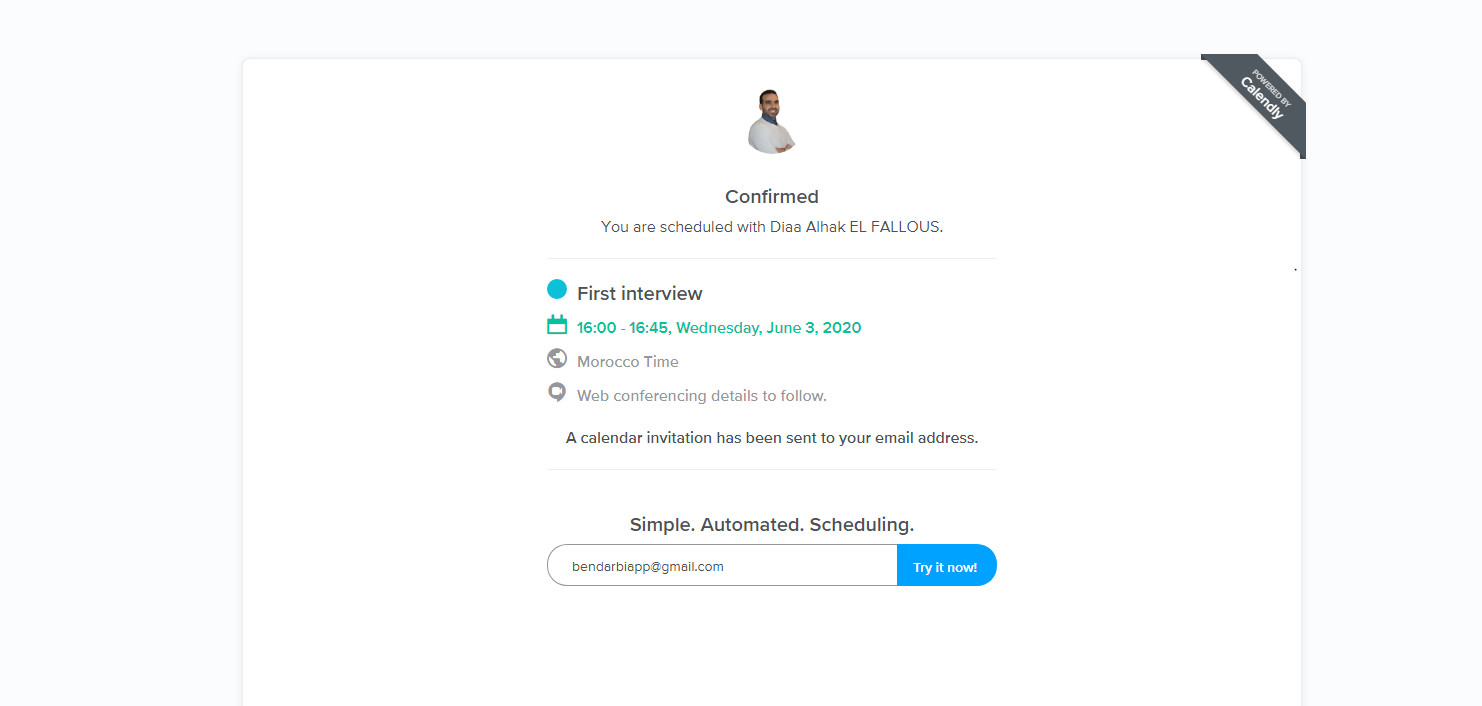 POWERED BY
Calendly
Confirmed
You are scheduled with Diaa Alhak EL FALLOUS.
First interview
16:00 - 16:45, Wednesday, June 3, 2020
Morocco Time
Web conferencing details to follow.
A calendar invitation has been sent to your email address.
Simple. Automated. Scheduling.
bendarbiapp@gmail.com
Try it now!